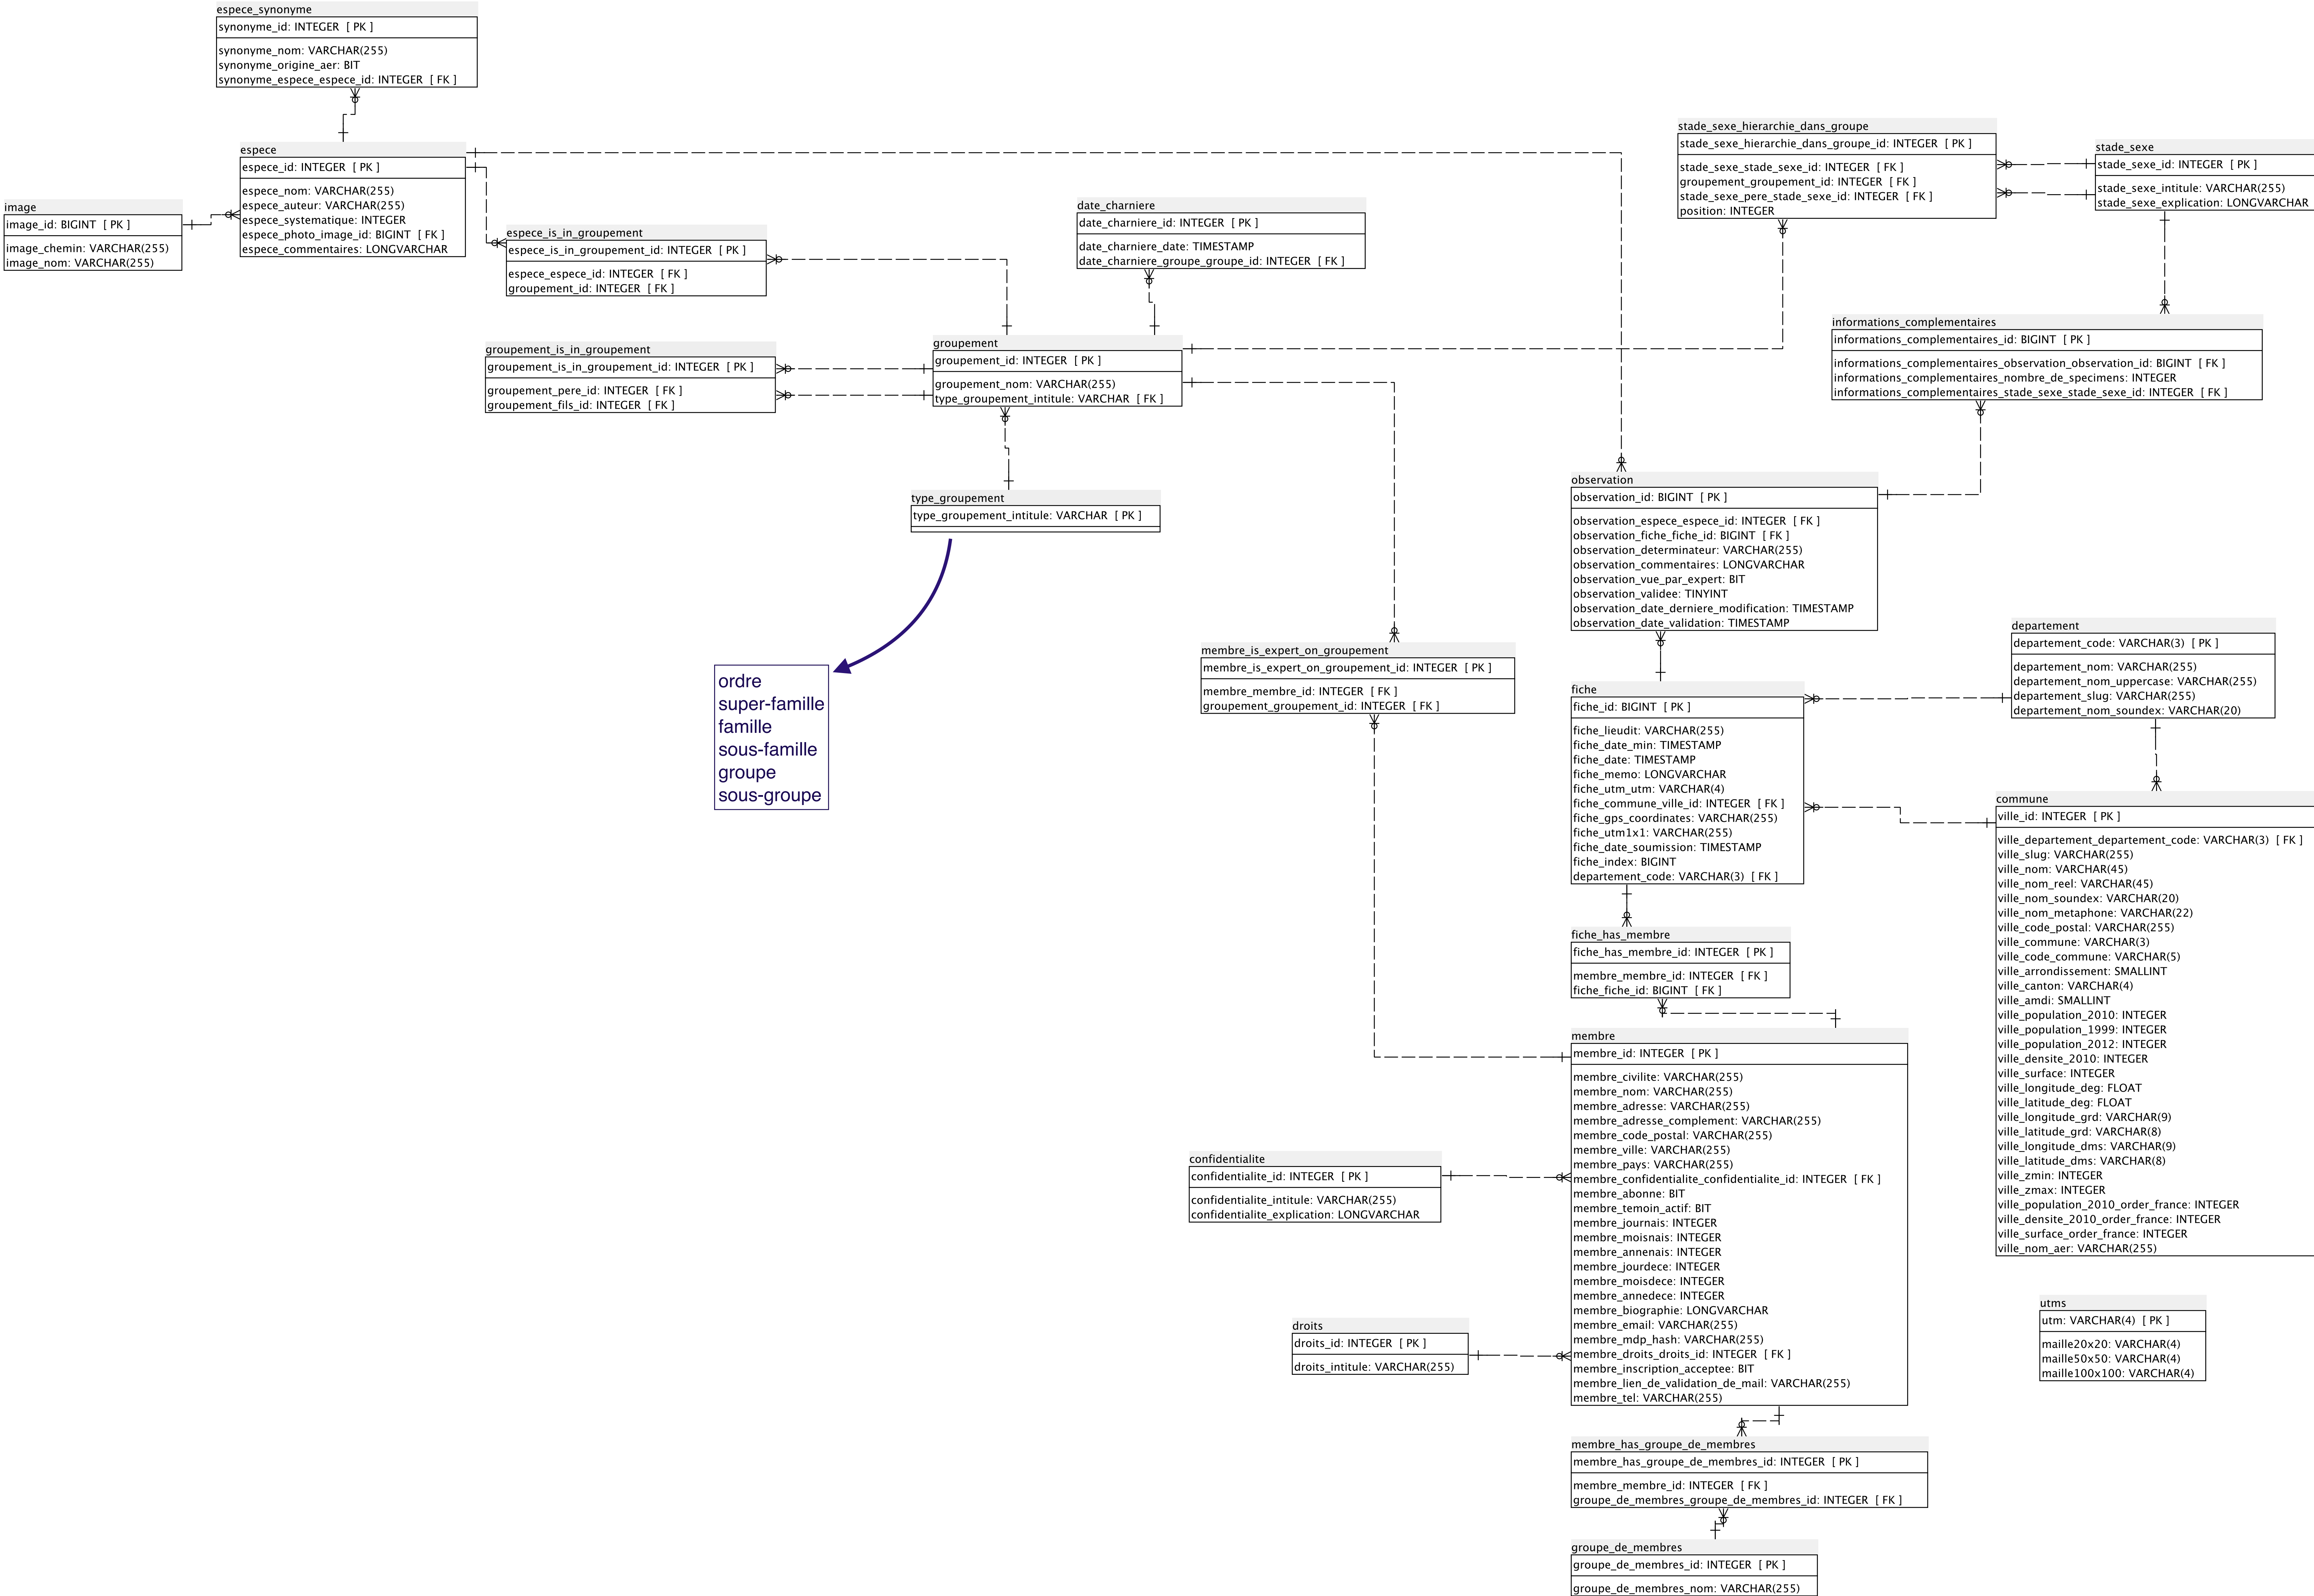 espece_synonyme
synonyme_id: INTEGER [ PK ]
synonyme_nom: VARCHAR(255)
synonyme_origine_aer: BIT
synonyme_espece_espece_id: INTEGER [ FK ]
espece
espece_id: INTEGER [ PK ]
espece_nom: VARCHAR(255)
espece_auteur: VARCHAR(255)
espece_systematique: INTEGER
espece_photo_image_id: BIGINT [ FK ]
espece_commentaires: LONGVARCHAR
image
image_id: BIGINT [ PK ]
image_chemin: VARCHAR(255)
image_nom: VARCHAR(255)
espece_is_in_groupement
espece_is_in_groupement_id: INTEGER [ PK ]
espece_espece_id: INTEGER [ FK ]
groupement_id: INTEGER [ FK ]
date_charniere
date_charniere_id: INTEGER [ PK ]
date_charniere_date: TIMESTAMP
date_charniere_groupe_groupe_id: INTEGER [ FK ]
stade_sexe_hierarchie_dans_groupe
stade_sexe_hierarchie_dans_groupe_id: INTEGER [ PK ]
stade_sexe_stade_sexe_id: INTEGER [ FK ]
groupement_groupement_id: INTEGER [ FK ]
stade_sexe_pere_stade_sexe_id: INTEGER [ FK ]
position: INTEGER
stade_sexe
stade_sexe_id: INTEGER [ PK ]
stade_sexe_intitule: VARCHAR(255)
stade_sexe_explication: LONGVARCHAR
informations_complementaires
informations_complementaires_id: BIGINT [ PK ]
informations_complementaires_observation_observation_id: BIGINT [ FK ]
informations_complementaires_nombre_de_specimens: INTEGER
informations_complementaires_stade_sexe_stade_sexe_id: INTEGER [ FK ]
groupement_is_in_groupement
groupement_is_in_groupement_id: INTEGER [ PK ]
groupement_pere_id: INTEGER [ FK ]
groupement_fils_id: INTEGER [ FK ]
groupement
groupement_id: INTEGER [ PK ]
groupement_nom: VARCHAR(255)
type_groupement_intitule: VARCHAR [ FK ]
type_groupement
type_groupement_intitule: VARCHAR [ PK ]
ordre
super-famille
famille
sous-famille
groupe
sous-groupe
observation
observation_id: BIGINT [ PK ]
observation_espece_espece_id: INTEGER [ FK ]
observation_fiche_fiche_id: BIGINT [ FK ]
observation_determinateur: VARCHAR(255)
observation_commentaires: LONGVARCHAR
observation_vue_par_expert: BIT
observation_validee: TINYINT
observation_date_derniere_modification: TIMESTAMP
observation_date_validation: TIMESTAMP
membre_is_expert_on_groupement
membre_is_expert_on_groupement_id: INTEGER [ PK ]
membre_membre_id: INTEGER [ FK ]
groupement_groupement_id: INTEGER [ FK ]
departement
departement_code: VARCHAR(3) [ PK ]
departement_nom: VARCHAR(255)
departement_nom_uppercase: VARCHAR(255)
departement_slug: VARCHAR(255)
departement_nom_soundex: VARCHAR(20)
fiche
fiche_id: BIGINT [ PK ]
fiche_lieudit: VARCHAR(255)
fiche_date_min: TIMESTAMP
fiche_date: TIMESTAMP
fiche_memo: LONGVARCHAR
fiche_utm_utm: VARCHAR(4)
fiche_commune_ville_id: INTEGER [ FK ]
fiche_gps_coordinates: VARCHAR(255)
fiche_utm1x1: VARCHAR(255)
fiche_date_soumission: TIMESTAMP
fiche_index: BIGINT
departement_code: VARCHAR(3) [ FK ]
commune
ville_id: INTEGER [ PK ]
ville_departement_departement_code: VARCHAR(3) [ FK ]
ville_slug: VARCHAR(255)
ville_nom: VARCHAR(45)
ville_nom_reel: VARCHAR(45)
ville_nom_soundex: VARCHAR(20)
ville_nom_metaphone: VARCHAR(22)
ville_code_postal: VARCHAR(255)
ville_commune: VARCHAR(3)
ville_code_commune: VARCHAR(5)
ville_arrondissement: SMALLINT
ville_canton: VARCHAR(4)
ville_amdi: SMALLINT
ville_population_2010: INTEGER
ville_population_1999: INTEGER
ville_population_2012: INTEGER
ville_densite_2010: INTEGER
ville_surface: INTEGER
ville_longitude_deg: FLOAT
ville_latitude_deg: FLOAT
ville_longitude_grd: VARCHAR(9)
ville_latitude_grd: VARCHAR(8)
ville_longitude_dms: VARCHAR(9)
ville_latitude_dms: VARCHAR(8)
ville_zmin: INTEGER
ville_zmax: INTEGER
ville_population_2010_order_france: INTEGER
ville_densite_2010_order_france: INTEGER
ville_surface_order_france: INTEGER
ville_nom_aer: VARCHAR(255)
fiche_has_membre
fiche_has_membre_id: INTEGER [ PK ]
membre_membre_id: INTEGER [ FK ]
fiche_fiche_id: BIGINT [ FK ]
membre
membre_id: INTEGER [ PK ]
membre_civilite: VARCHAR(255)
membre_nom: VARCHAR(255)
membre_adresse: VARCHAR(255)
membre_adresse_complement: VARCHAR(255)
membre_code_postal: VARCHAR(255)
membre_ville: VARCHAR(255)
membre_pays: VARCHAR(255)
membre_confidentialite_confidentialite_id: INTEGER [ FK ]
membre_abonne: BIT
membre_temoin_actif: BIT
membre_journais: INTEGER
membre_moisnais: INTEGER
membre_annenais: INTEGER
membre_jourdece: INTEGER
membre_moisdece: INTEGER
membre_annedece: INTEGER
membre_biographie: LONGVARCHAR
membre_email: VARCHAR(255)
membre_mdp_hash: VARCHAR(255)
membre_droits_droits_id: INTEGER [ FK ]
membre_inscription_acceptee: BIT
membre_lien_de_validation_de_mail: VARCHAR(255)
membre_tel: VARCHAR(255)
confidentialite
confidentialite_id: INTEGER [ PK ]
confidentialite_intitule: VARCHAR(255)
confidentialite_explication: LONGVARCHAR
droits
droits_id: INTEGER [ PK ]
droits_intitule: VARCHAR(255)
utms
utm: VARCHAR(4) [ PK ]
maille20x20: VARCHAR(4)
maille50x50: VARCHAR(4)
maille100x100: VARCHAR(4)
membre_has_groupe_de_membres
membre_has_groupe_de_membres_id: INTEGER [ PK ]
membre_membre_id: INTEGER [ FK ]
groupe_de_membres_groupe_de_membres_id: INTEGER [ FK ]
groupe_de_membres
groupe_de_membres_id: INTEGER [ PK ]
groupe_de_membres_nom: VARCHAR(255)